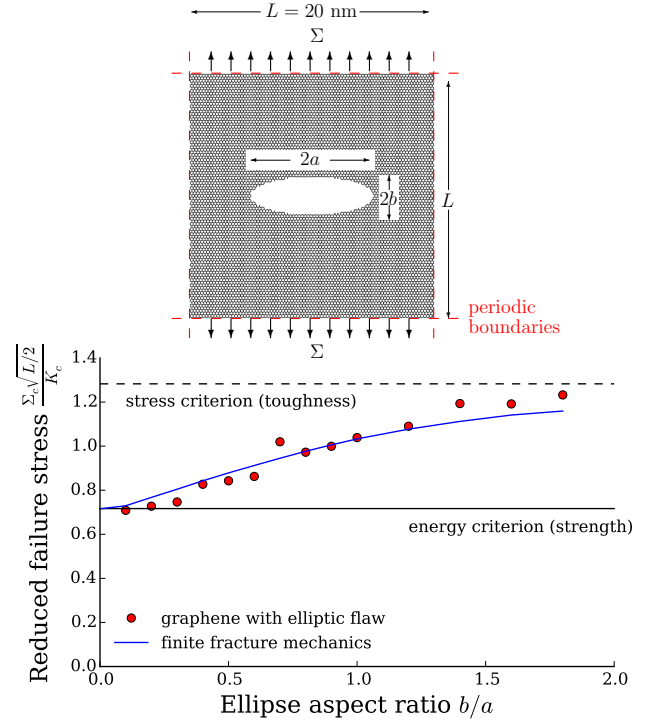 L = 20 nm
Σ
2a
2b
L
periodic
boundaries
Σ
1.4
1.2
1.0
0.8
0.6
0.4
0.2
0.0
Reduced failure stress Σc√L/2 / Kc
stress criterion (toughness)
energy criterion (strength)
graphene with elliptic flaw
finite fracture mechanics
0.0 0.5 1.0 1.5 2.0
Ellipse aspect ratio b/a